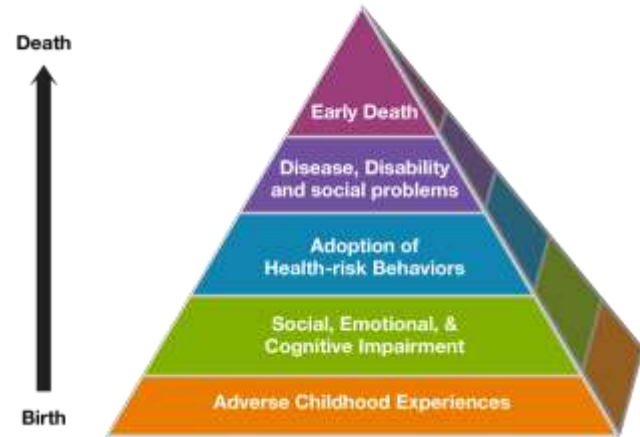 Death
Early Death
Disease, Disability
and social problems
Adoption of
Health-risk Behaviors
Social, Emotional, &
Cognitive Impairment
Adverse Childhood Experiences
Birth